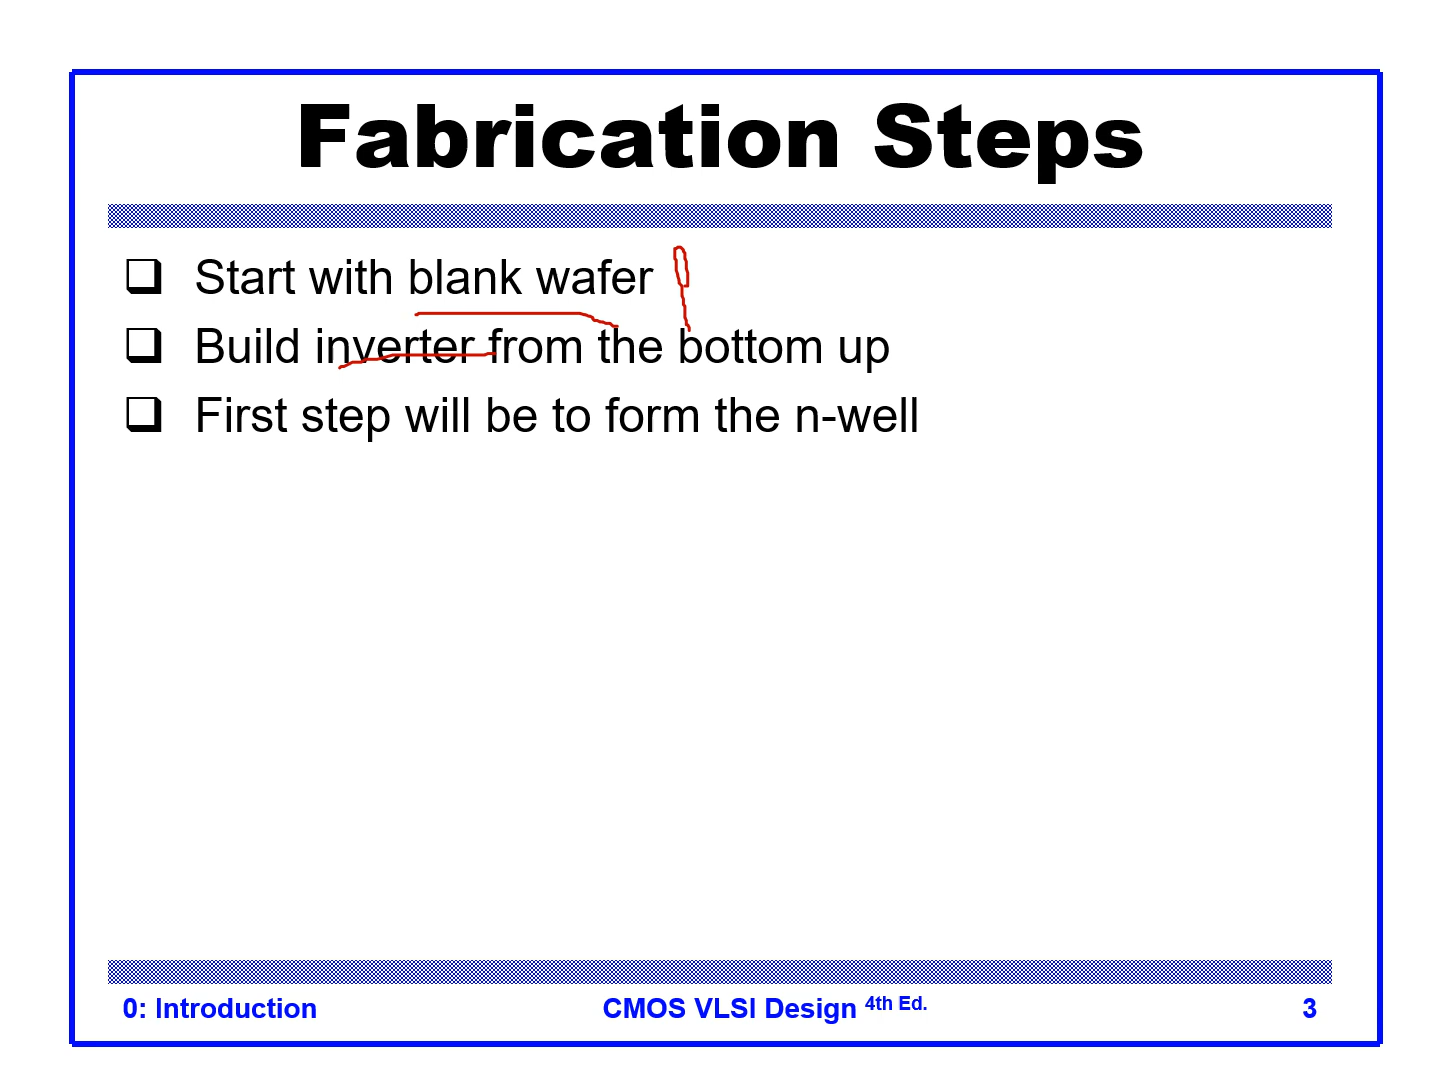 Fabrication Steps
❑ Start with blank wafer
❑ Build inverter from the bottom up
❑ First step will be to form the n-well
0: Introduction CMOS VLSI Design 4th Ed. 3